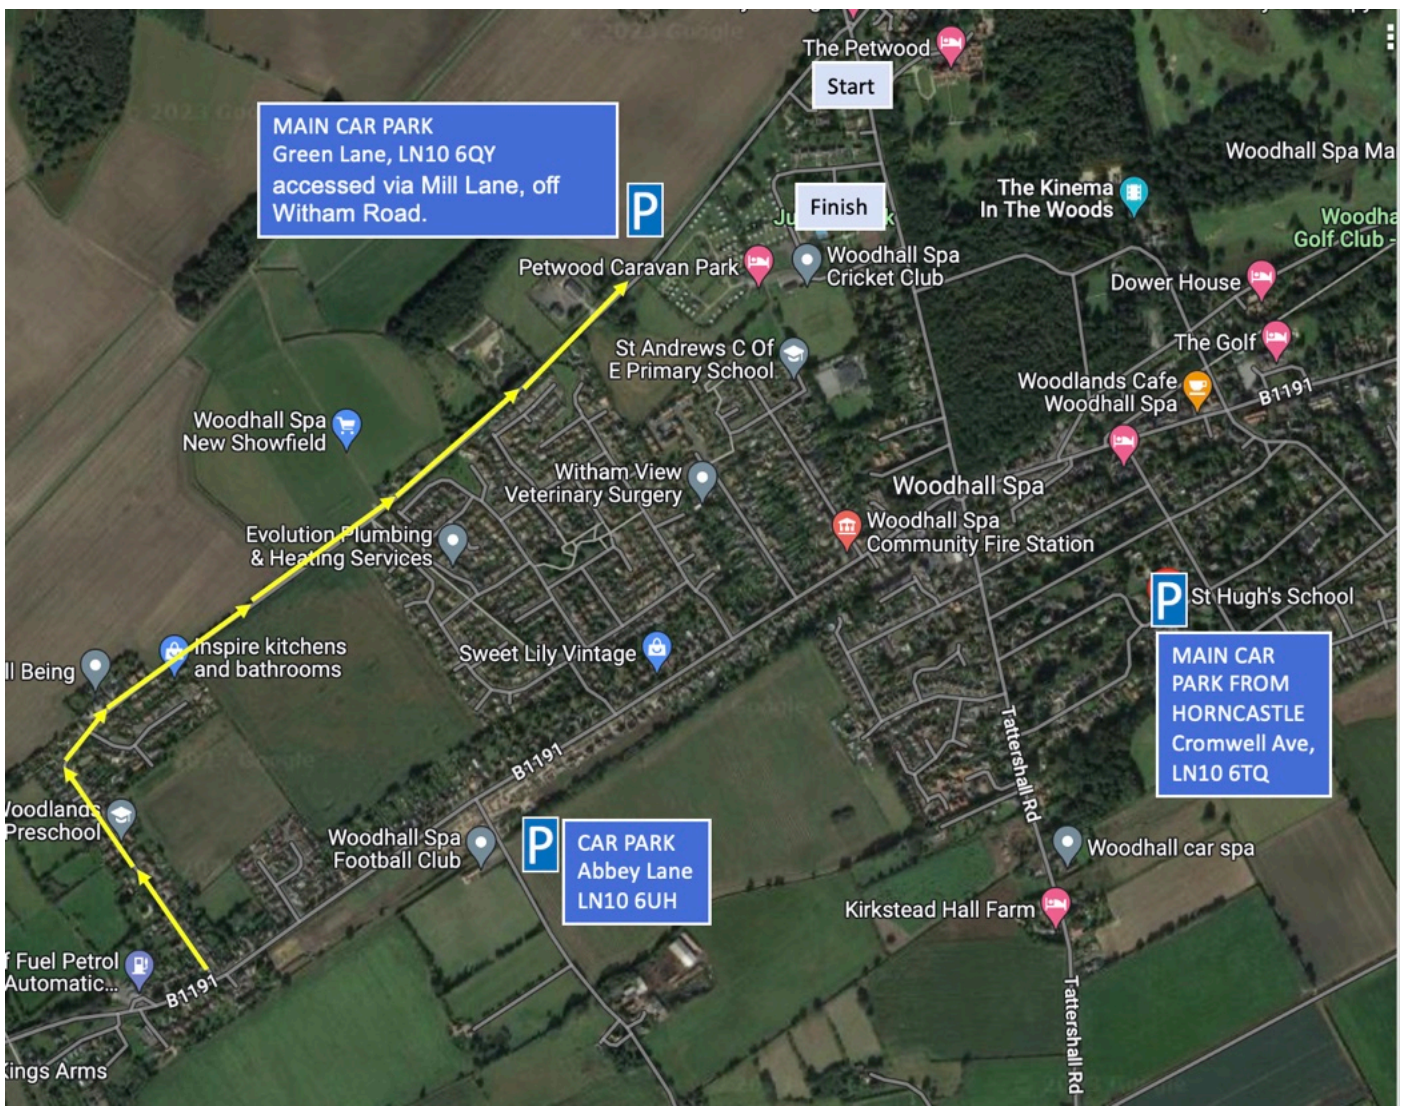 The Petwood
Start
MAIN CAR PARK
Green Lane, LN10 6QY
accessed via Mill Lane, off
Witham Road.
P
Woodhall Spa Ma
The Kinema
In The Woods
Finish
Ju
k
Woodha
Golf Club -
Petwood Caravan Park
Woodhall Spa
Cricket Club
Dower House
St Andrews C Of
E Primary School
The Golf
Woodlands Cafe
Woodhall Spa
B1191
Woodhall Spa
New Showfield
Witham View
Veterinary Surgery
Woodhall Spa
Evolution Plumbing
& Heating Services
Woodhall Spa
Community Fire Station
P
St Hugh's School
ll Being
Inspire kitchens
and bathrooms
Sweet Lily Vintage
MAIN CAR
PARK FROM
HORNCASTLE
Cromwell Ave,
LN10 6TQ
B1191
Tattershall Rd
Woodlands
Preschool
Woodhall Spa
Football Club
P
CAR PARK
Abbey Lane
LN10 6UH
Woodhall car spa
Kirkstead Hall Farm
f Fuel Petrol
Automatic...
B1191
Tattershall Rd
Kings Arms